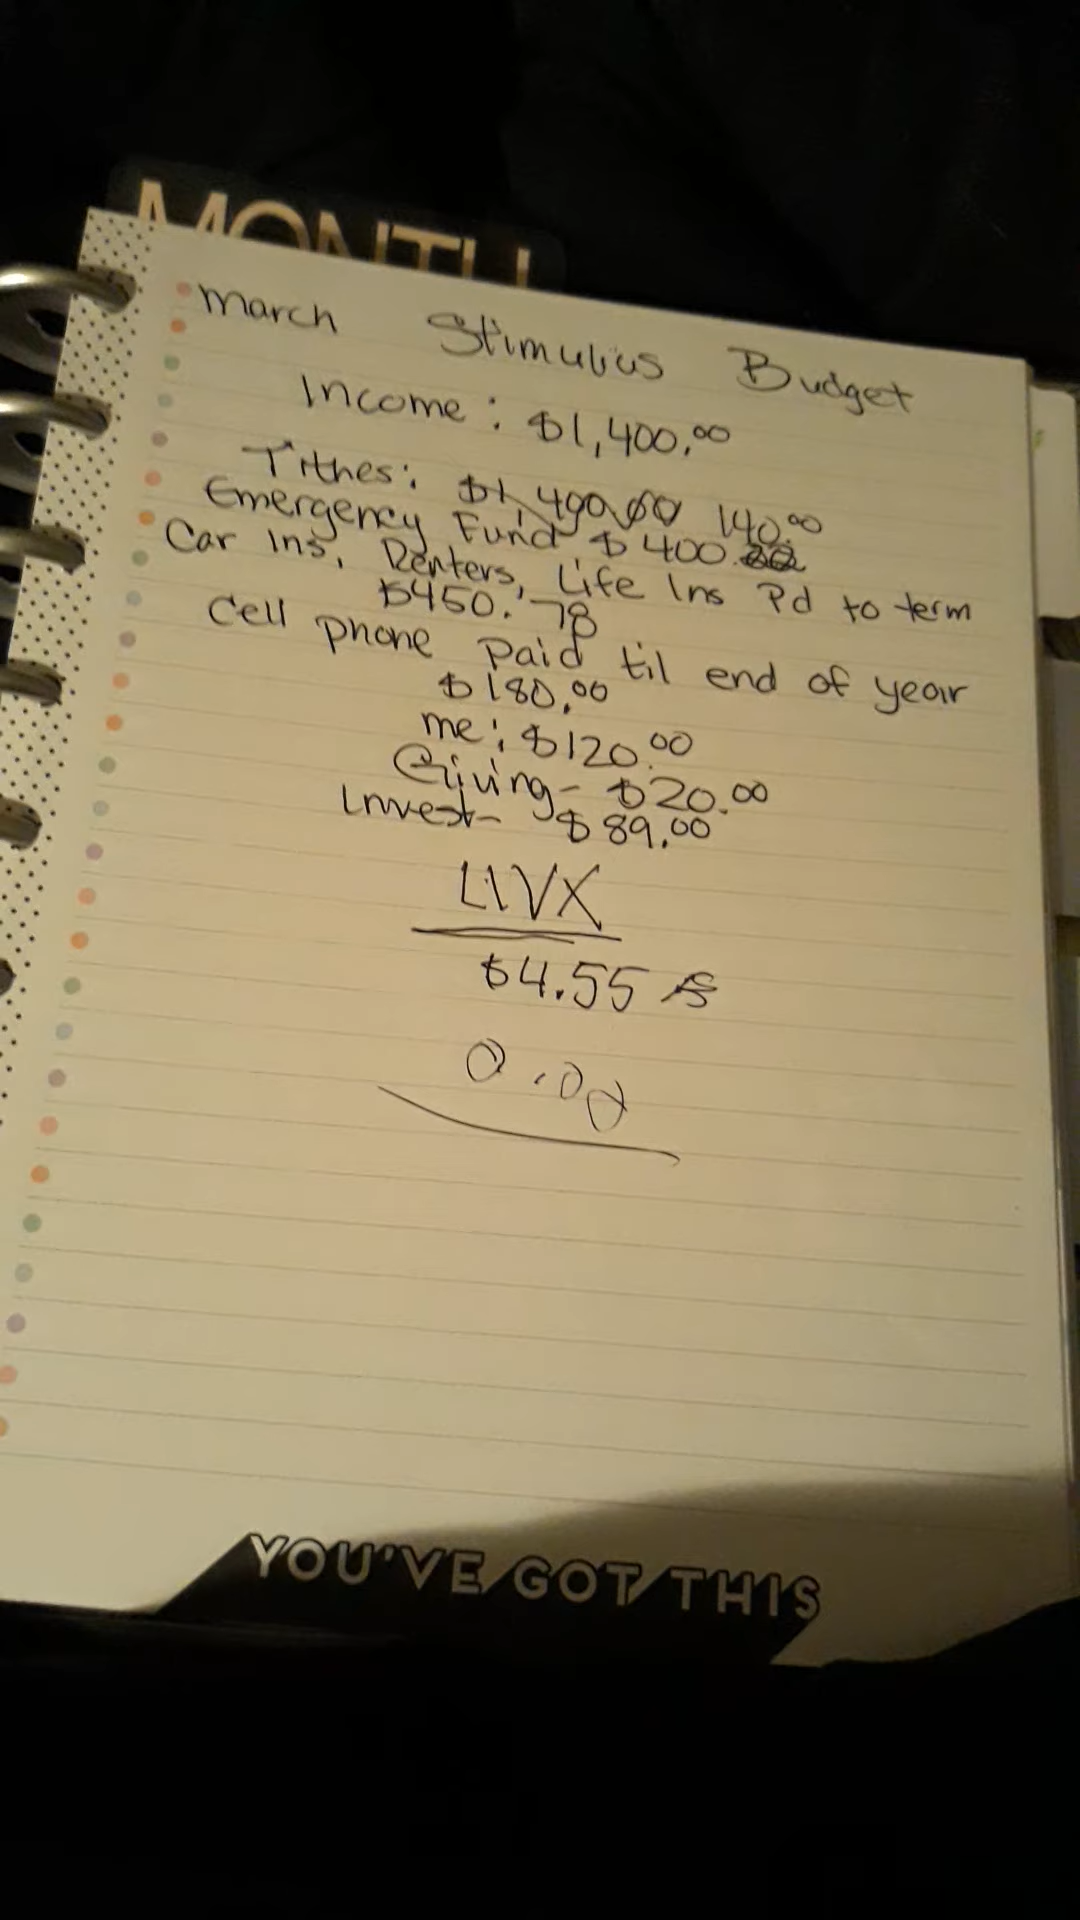 MONTH
March Stimulus Budget
Income: $1,400.00
Tithes: $1,400.00 140.00
Emergency Fund $400.00
Car Ins, Renters, Life Ins Pd to term
$450.78
Cell phone paid til end of year
$180.00
me: $120.00
Giving- $20.00
Invest- $89.00
LIVX
$4.55
0.00
YOU'VE GOT THIS